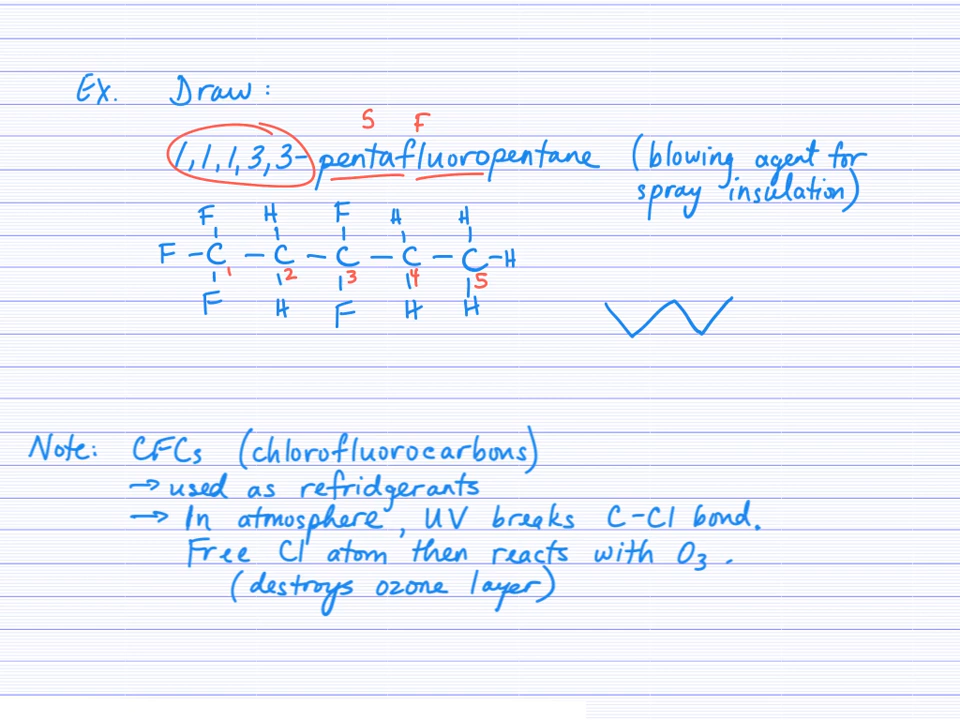 Ex. Draw:
5 F
1,1,1,3,3-pentafluoropentane (blowing agent for
spray insulation)
F H F H H
F-C-C-C-C-C-H
1 2 3 4 5
F H F H H
Note: CFCs (chlorofluorocarbons)
→ used as refridgerants
→ In atmosphere, UV breaks C-Cl bond.
Free Cl atom then reacts with O₃.
(destroys ozone layer)